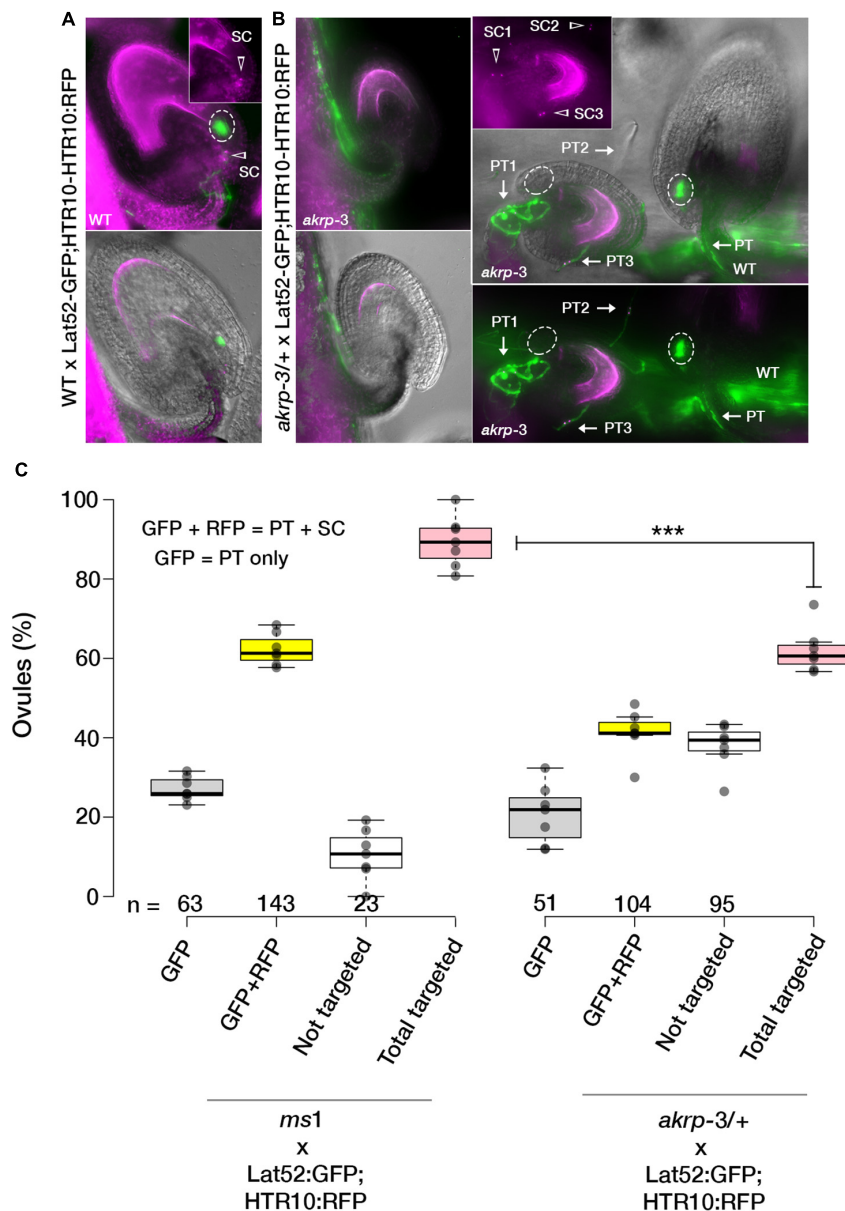 A
WT x Lat52-GFP;HTR10-HTR10:RFP
SC
SC
WT
B
akrp-3/+ x Lat52-GFP;HTR10-HTR10:RFP
akrp-3
SC1
SC2
SC3
PT2
PT1
PT
PT3
WT
akrp-3
PT2
PT1
WT
PT
PT3
akrp-3
C
Ovules (%)
100
80
60
40
20
0
GFP + RFP = PT + SC
GFP = PT only
***
n = 63 143 23 51 104 95
GFP
GFP+RFP
Not targeted
Total targeted
GFP
GFP+RFP
Not targeted
Total targeted
ms1
x
Lat52:GFP;
HTR10:RFP
akrp-3/+
x
Lat52:GFP;
HTR10:RFP